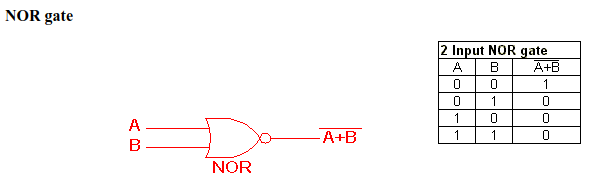 NOR gate
2 Input NOR gate
A B A+B
0 0 1
0 1 0
1 0 0
1 1 0
A
B
A+B
NOR